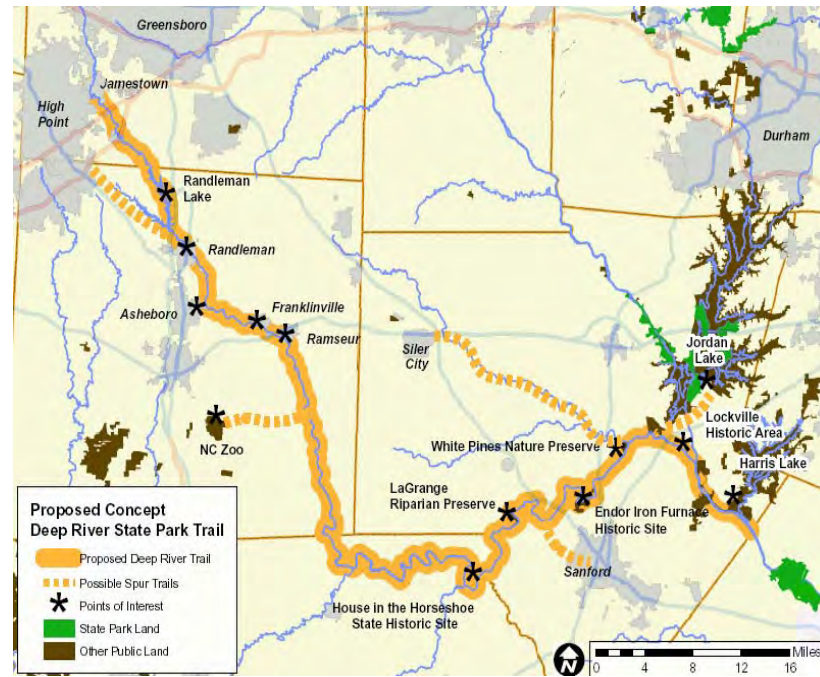 Greensboro
Jamestown
High
Point
Durham
Randleman
Lake
Randleman
Asheboro
Franklinville
Ramseur
Siler
City
Jordan
Lake
NC Zoo
White Pines Nature Preserve
Lockville
Historic Area
Harris Lake
LaGrange
Riparian Preserve
Endor Iron Furnace
Historic Site
Sanford
House in the Horseshoe
State Historic Site
Proposed Concept
Deep River State Park Trail
Proposed Deep River Trail
Possible Spur Trails
Points of Interest
State Park Land
Other Public Land
N
Miles
0 4 8 12 16